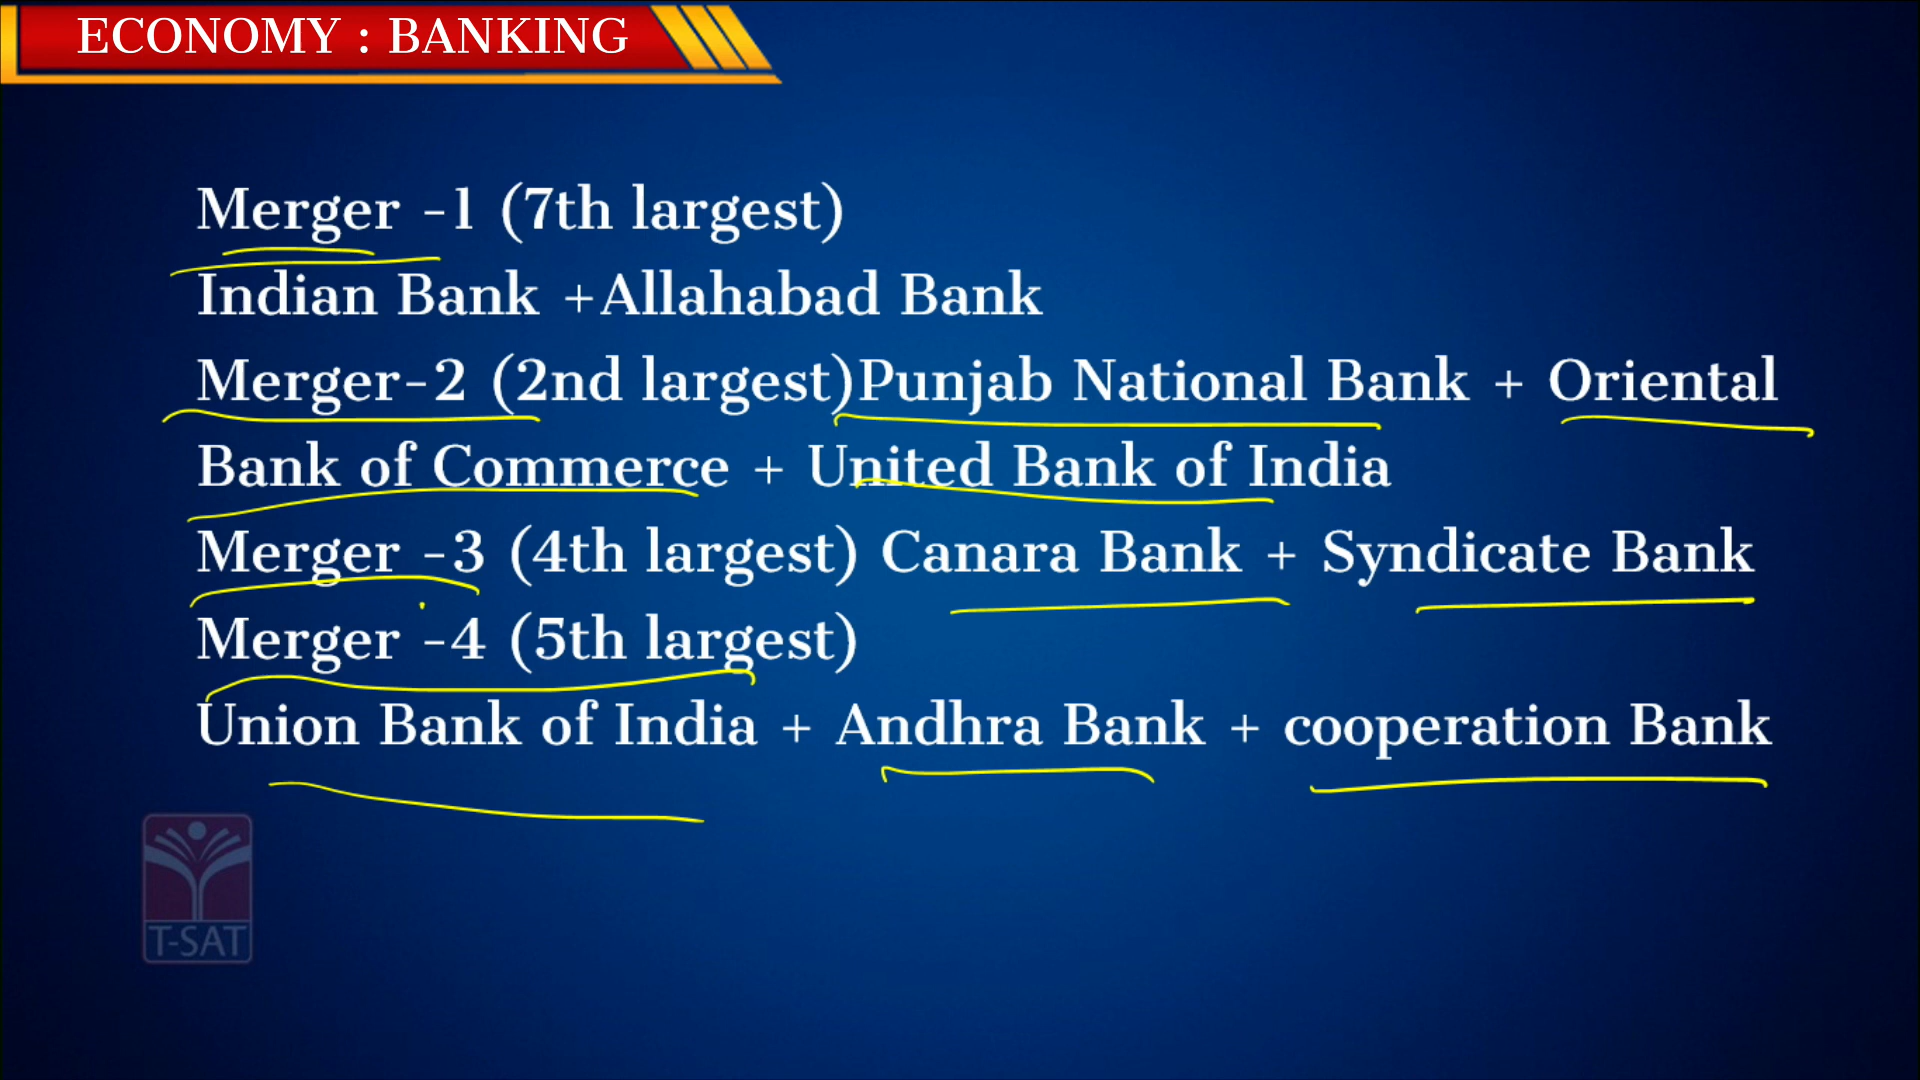 ECONOMY : BANKING
Merger -1 (7th largest)
Indian Bank +Allahabad Bank
Merger-2 (2nd largest)Punjab National Bank + Oriental
Bank of Commerce + United Bank of India
Merger -3 (4th largest) Canara Bank + Syndicate Bank
Merger -4 (5th largest)
Union Bank of India + Andhra Bank + cooperation Bank
T-SAT